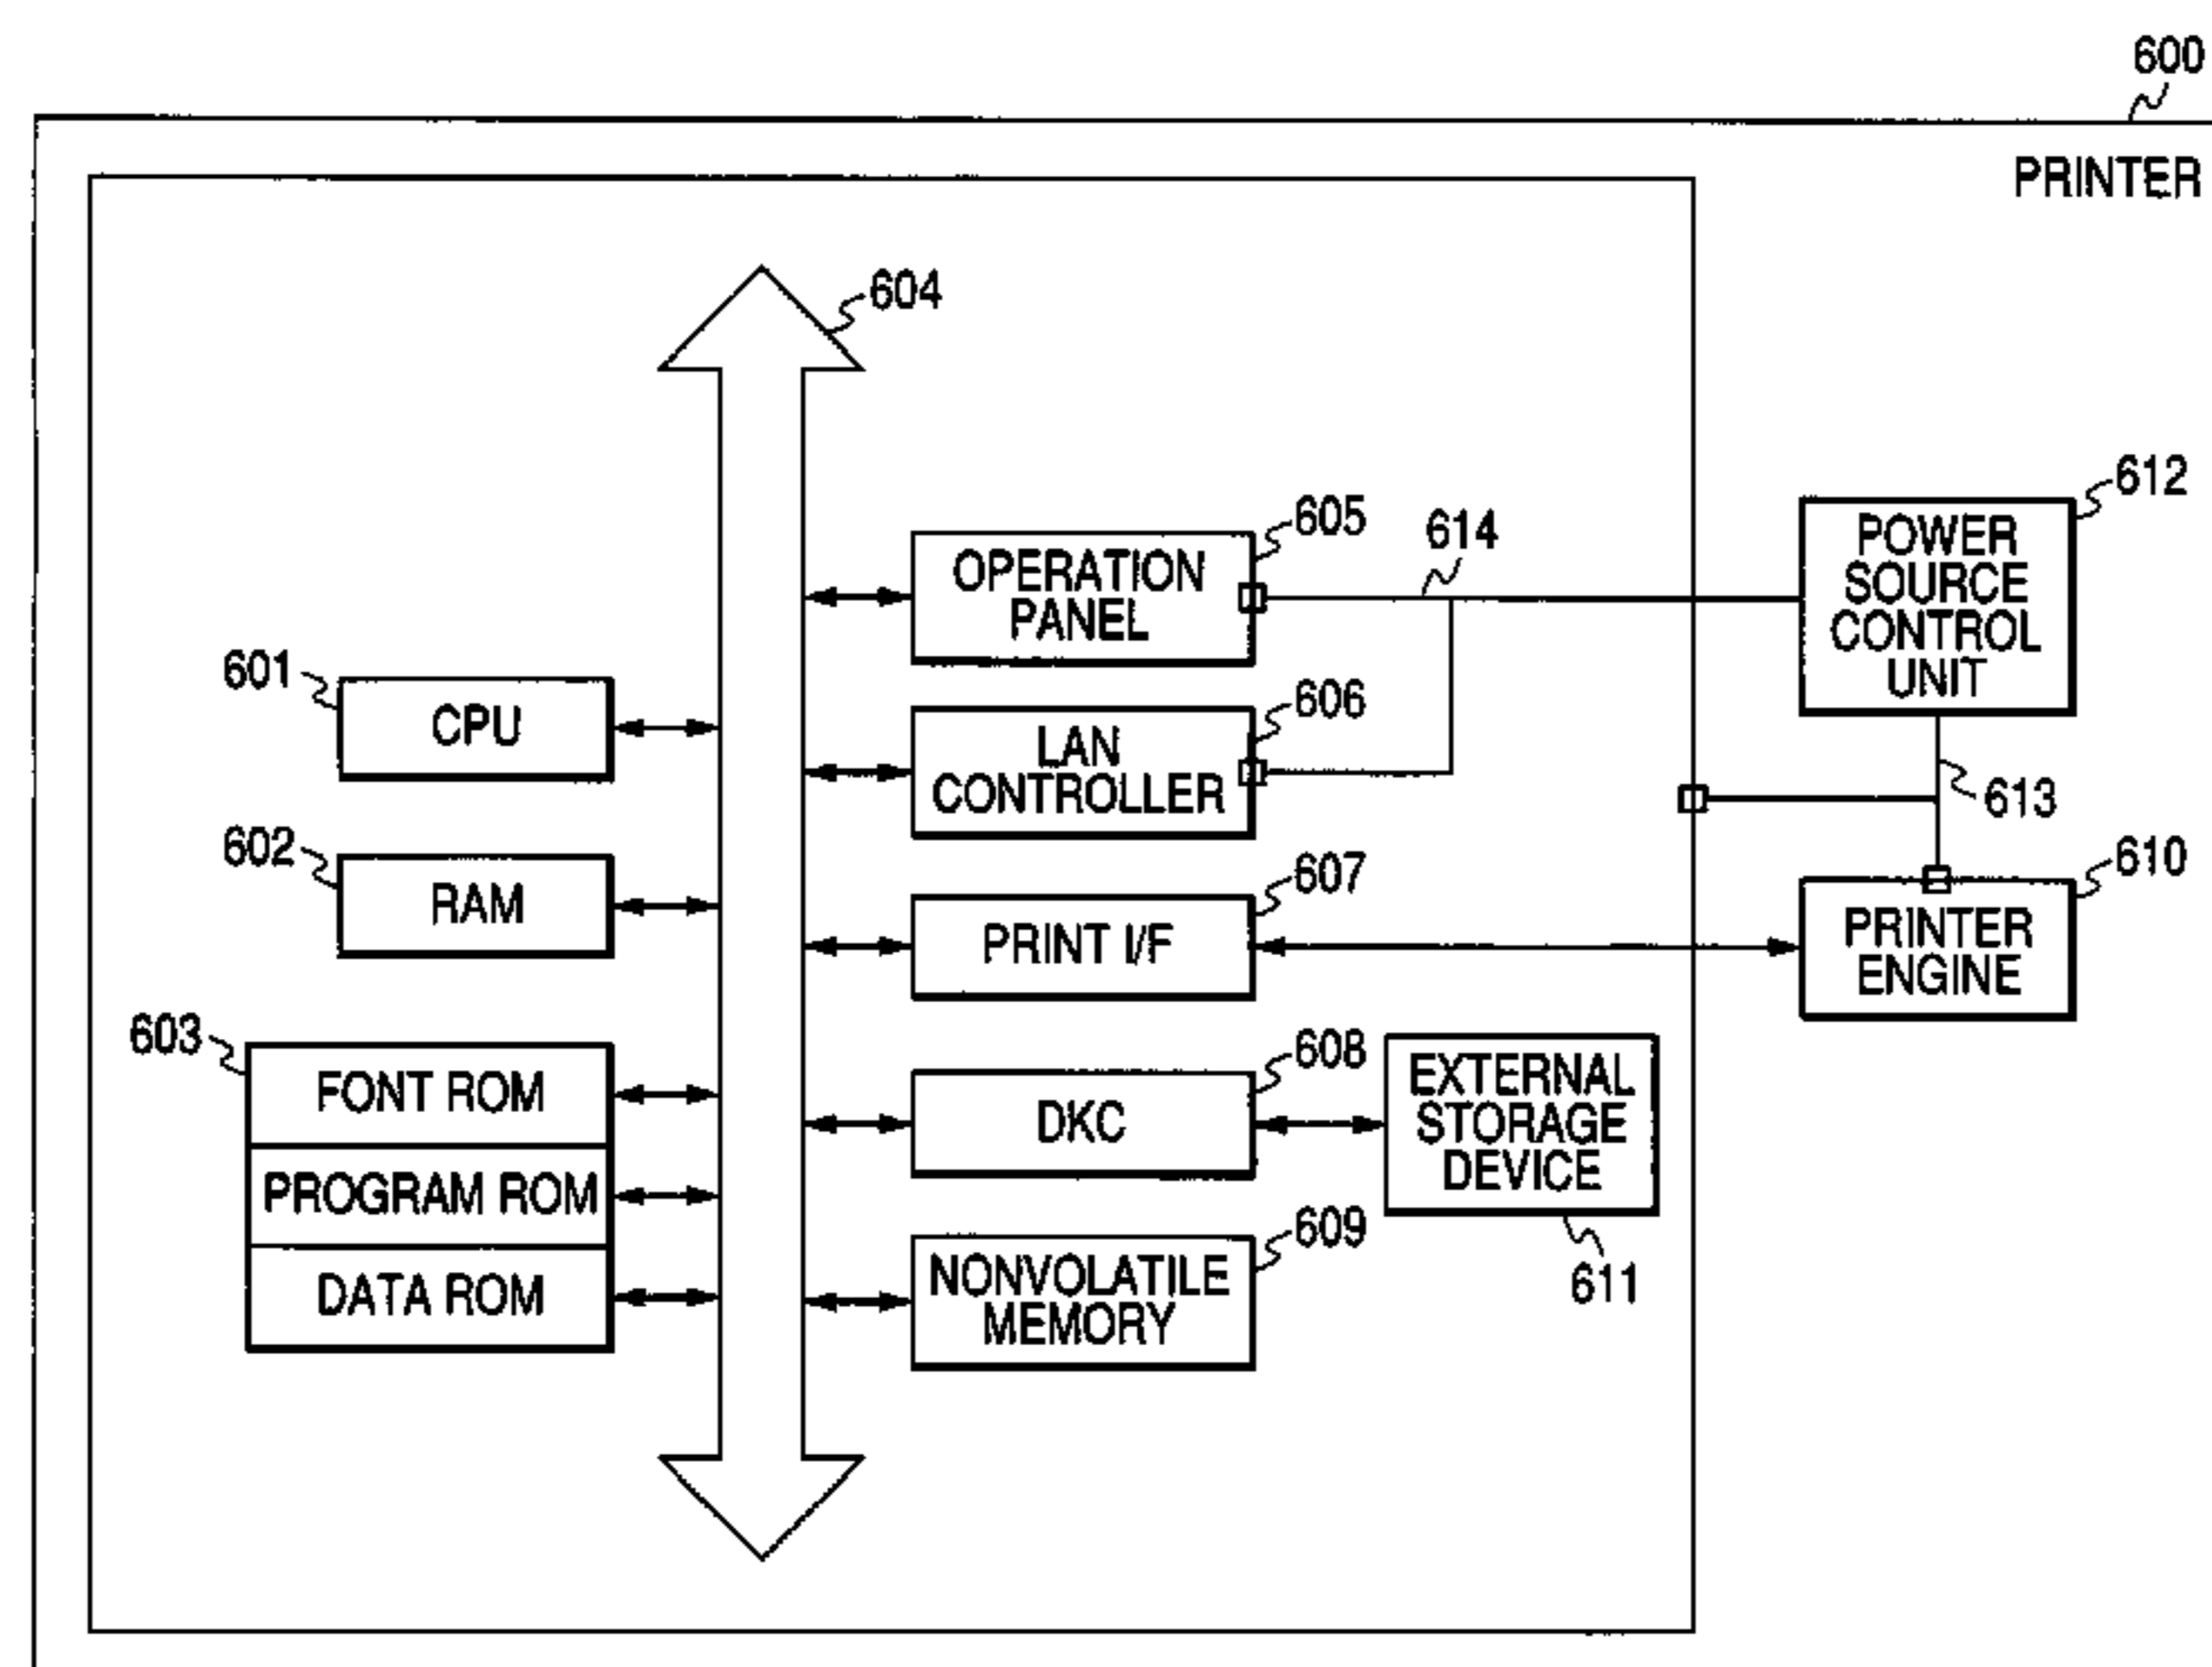 600
PRINTER
604
612
POWER
SOURCE
CONTROL
UNIT
605
OPERATION
PANEL
614
601
CPU
606
LAN
CONTROLLER
613
602
RAM
607
PRINT I/F
610
PRINTER
ENGINE
603
FONT ROM
PROGRAM ROM
DATA ROM
608
DKC
EXTERNAL
STORAGE
DEVICE
611
609
NONVOLATILE
MEMORY